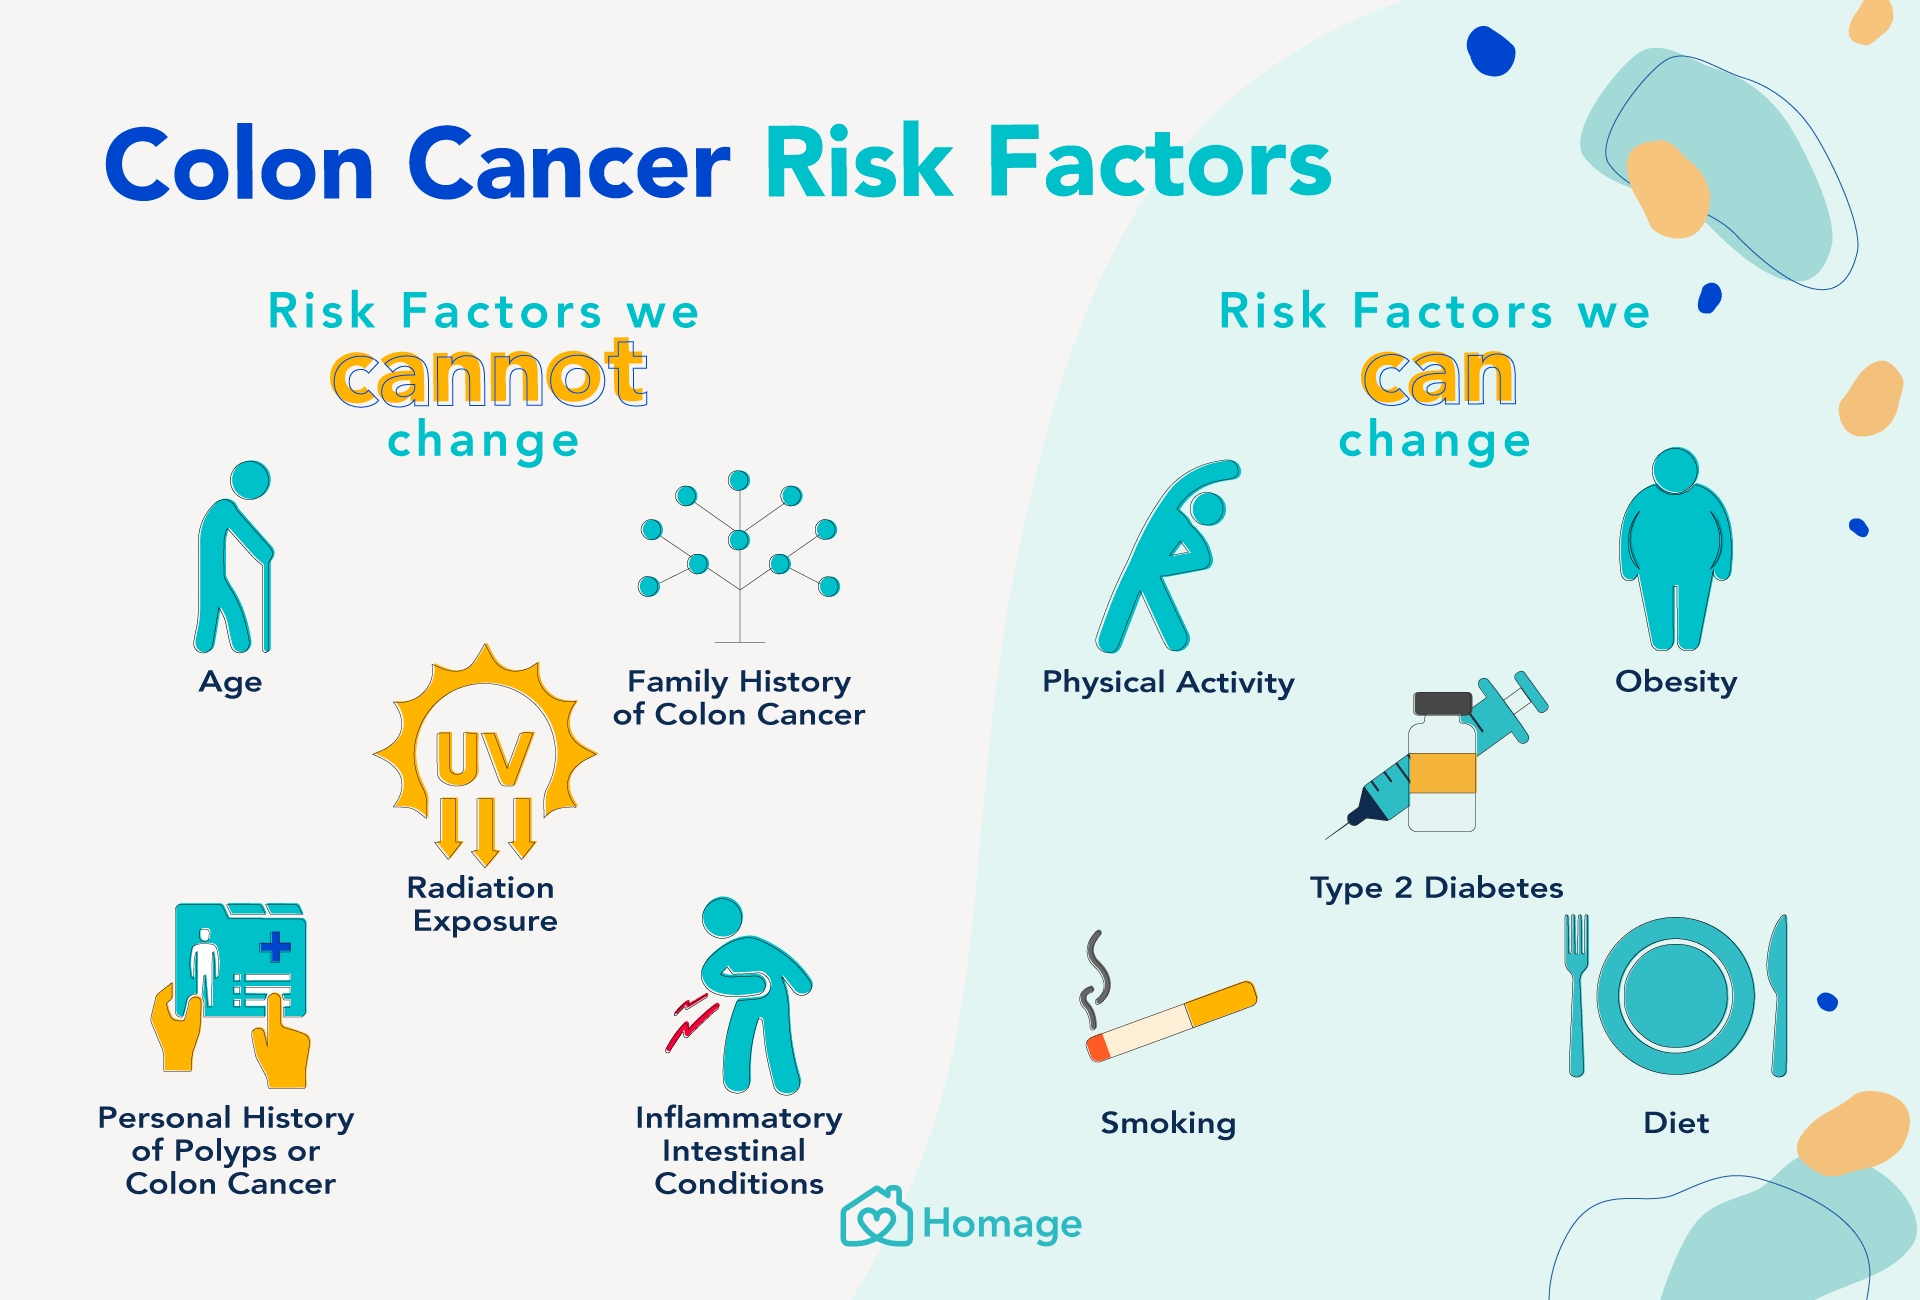 Colon Cancer Risk Factors
Risk Factors we
cannot
change
Age
Family History
of Colon Cancer
UV
Radiation
Exposure
Personal History
of Polyps or
Colon Cancer
Inflammatory
Intestinal
Conditions
Risk Factors we
can
change
Physical Activity
Obesity
Type 2 Diabetes
Smoking
Diet
Homage